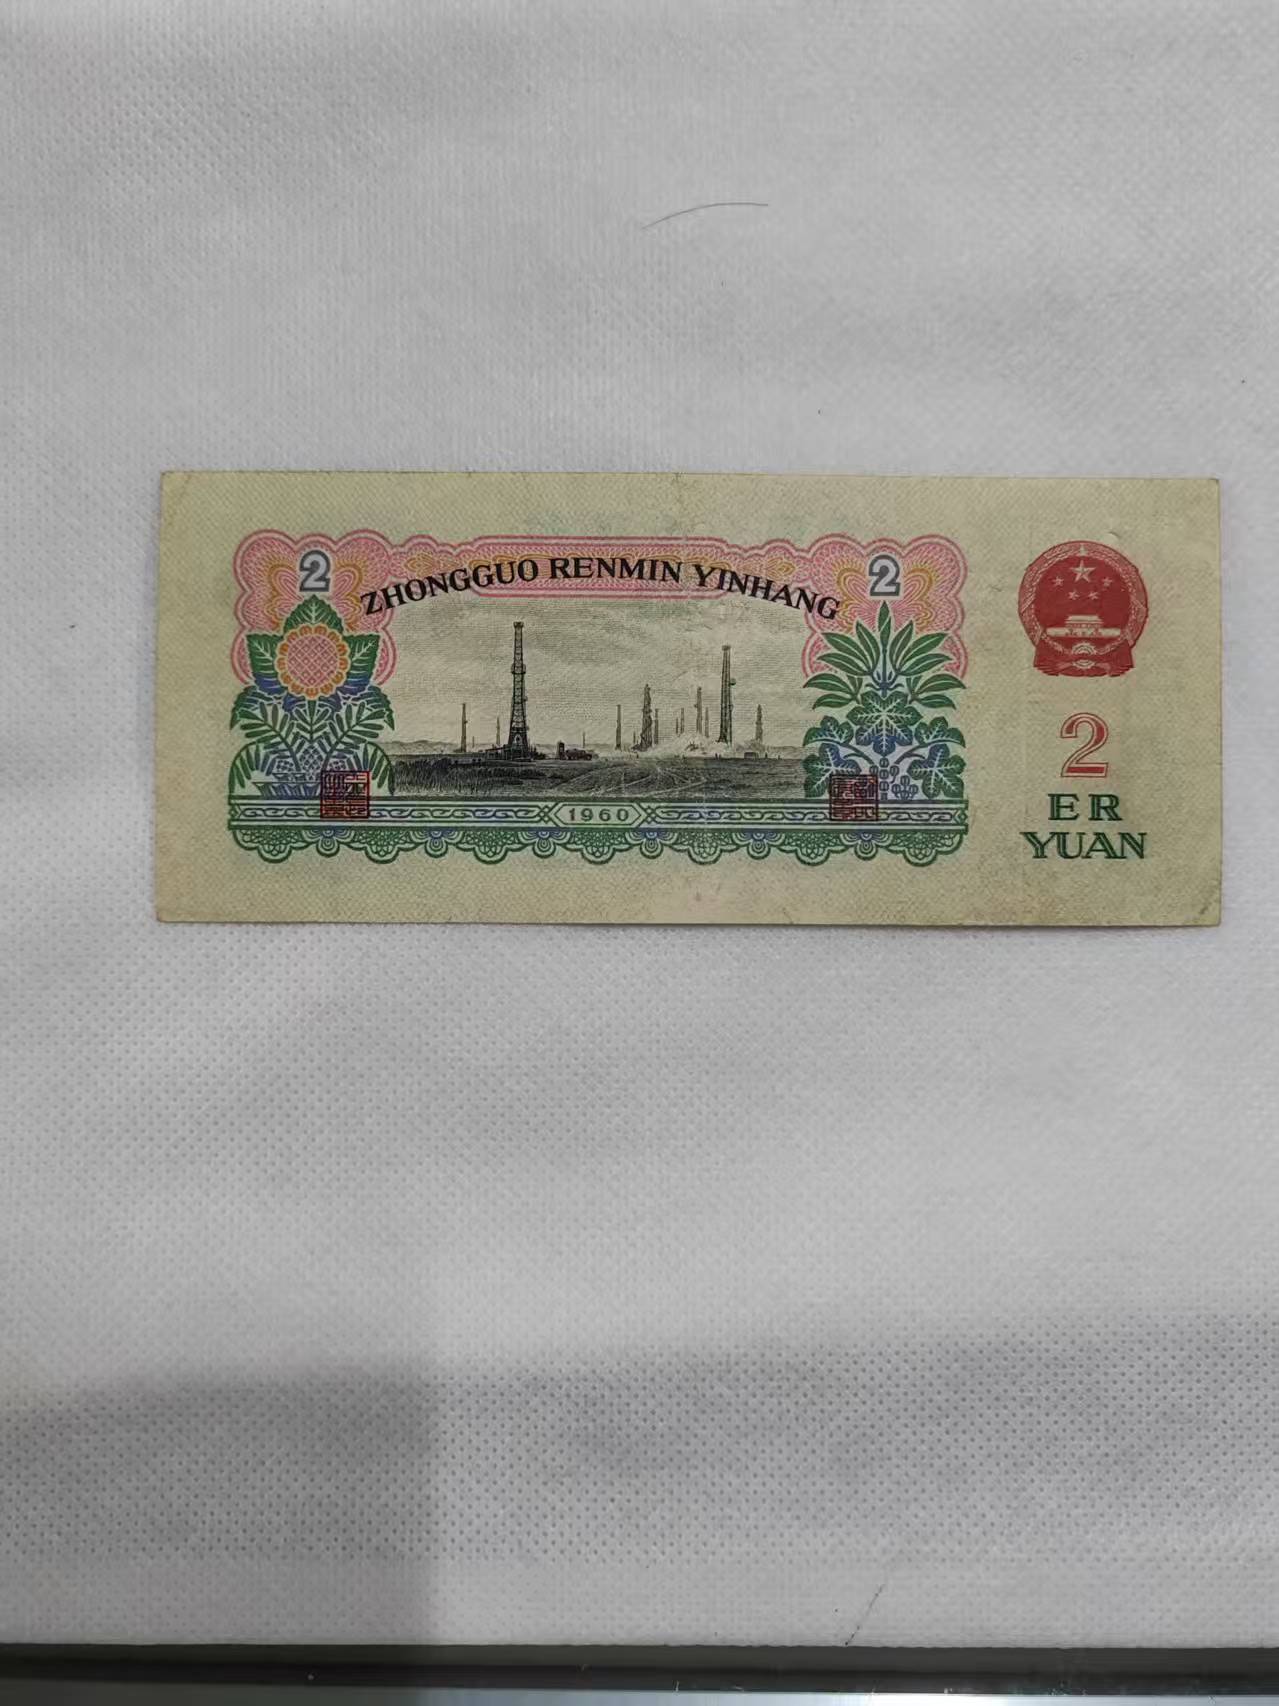 2
2
ZHONGGUO RENMIN YINHANG
1960
2
ER
YUAN